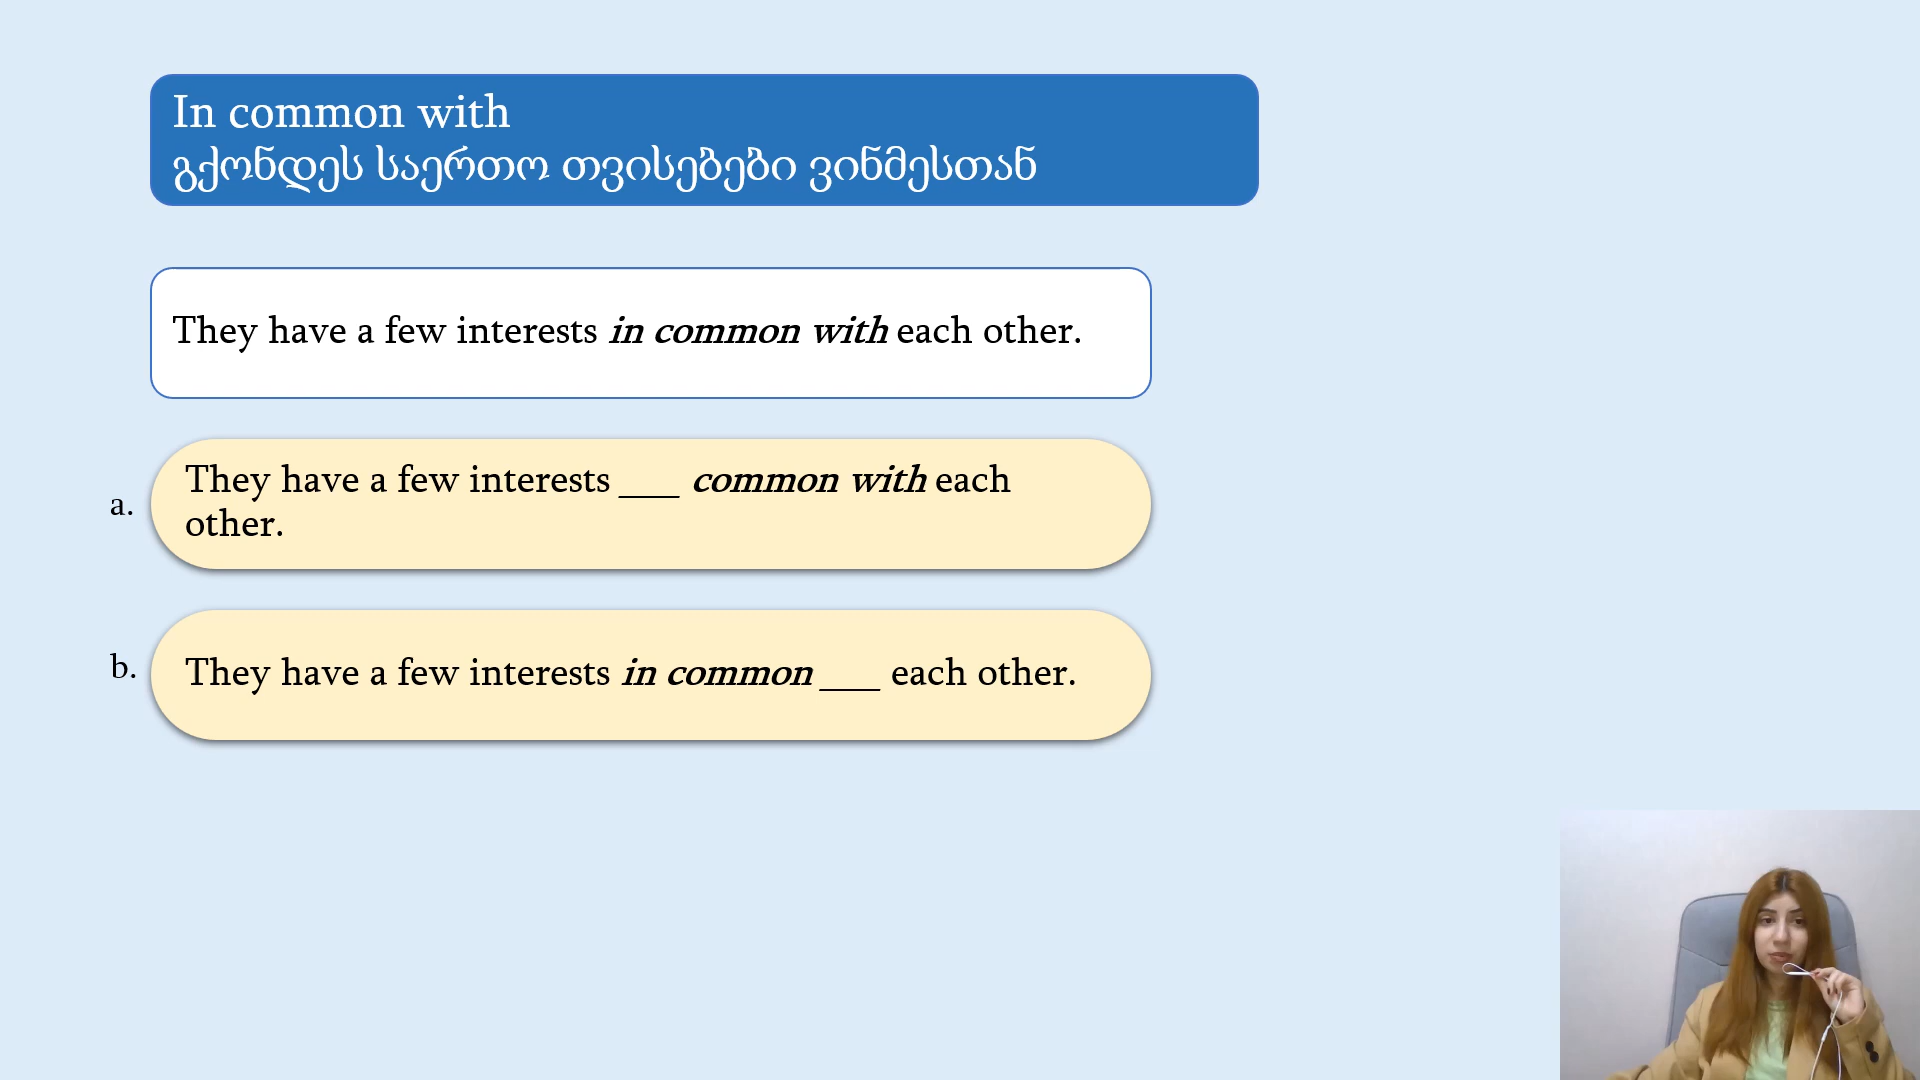 In common with
გქონდეს საერთო თვისებები ვინმესთან
They have a few interests in common with each other.
a.
They have a few interests ___ common with each
other.
b.
They have a few interests in common ___ each other.